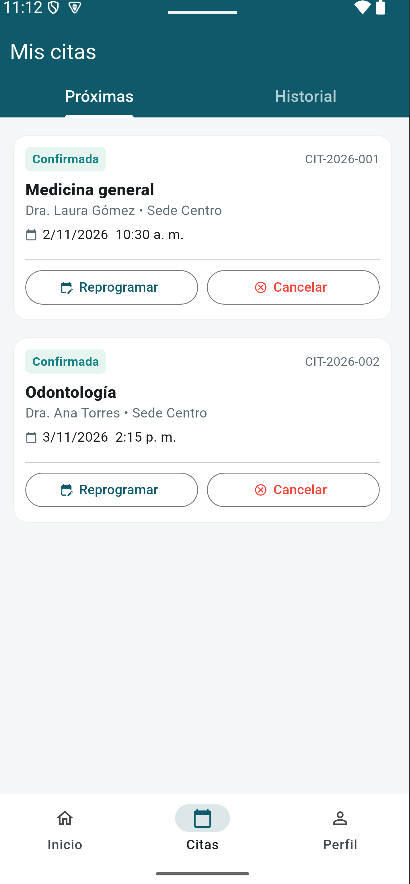 11:12
Mis citas
Próximas Historial
Confirmada CIT-2026-001
Medicina general
Dra. Laura Gómez • Sede Centro
2/11/2026 10:30 a. m.
Reprogramar Cancelar
Confirmada CIT-2026-002
Odontología
Dra. Ana Torres • Sede Centro
3/11/2026 2:15 p. m.
Reprogramar Cancelar
Inicio Citas Perfil